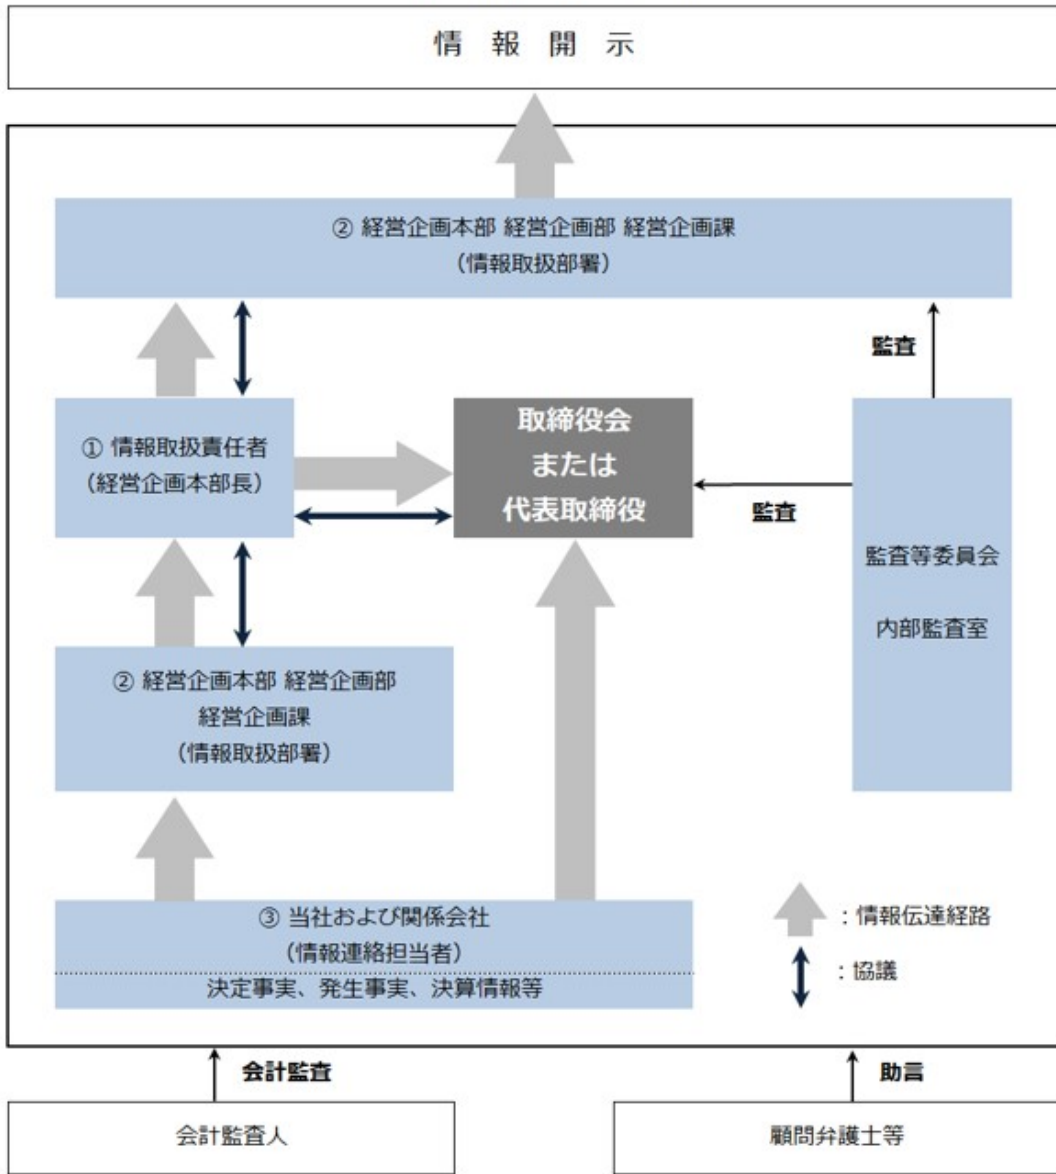 情 報 開 示
② 経営企画本部 経営企画部 経営企画課
（情報取扱部署）
監査
① 情報取扱責任者
（経営企画本部長）
取締役会
または
代表取締役
監査
監査等委員会
内部監査室
② 経営企画本部 経営企画部
経営企画課
（情報取扱部署）
③ 当社および関係会社
（情報連絡担当者）
決定事実、発生事実、決算情報等
：情報伝達経路
：協議
会計監査
助言
会計監査人
顧問弁護士等